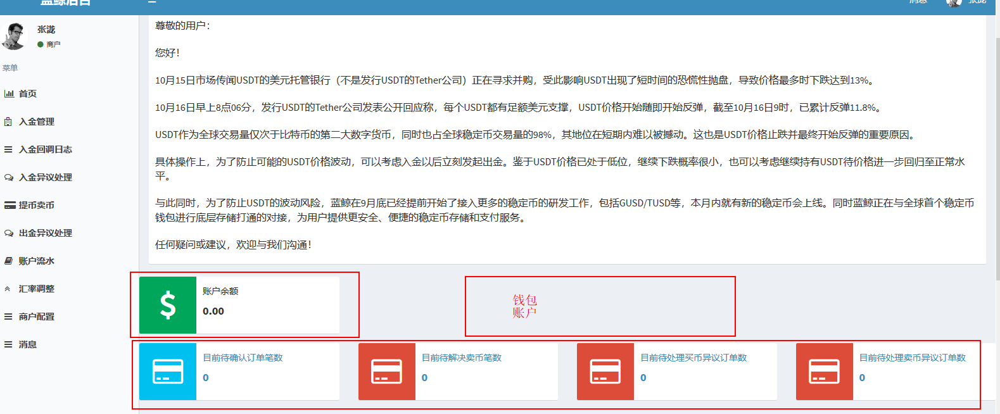 蓝鲸后台
消息
张泷
张泷
商户
菜单
首页
入金管理
入金回调日志
入金异议处理
提币卖币
出金异议处理
账户流水
汇率调整
商户配置
消息
尊敬的用户：
您好！
10月15日市场传闻USDT的美元托管银行（不是发行USDT的Tether公司）正在寻求并购，受此影响USDT出现了短时间的恐慌性抛盘，导致价格最多时下跌达到13%。
10月16日早上8点06分，发行USDT的Tether公司发表公开回应称，每个USDT都有足额美元支撑，USDT价格开始随即开始反弹，截至10月16日9时，已累计反弹11.8%。
USDT作为全球交易量仅次于比特币的第二大数字货币，同时也占全球稳定币交易量的98%，其地位在短期内难以被撼动。这也是USDT价格止跌并最终开始反弹的重要原因。
具体操作上，为了防止可能的USDT价格波动，可以考虑入金以后立刻发起出金。鉴于USDT价格已处于低位，继续下跌概率很小，也可以考虑继续持有USDT待价格进一步回归至正常水
平。
与此同时，为了防止USDT的波动风险，蓝鲸在9月底已经提前开始了接入更多的稳定币的研发工作，包括GUSD/TUSD等，本月内就有新的稳定币会上线。同时蓝鲸正在与全球首个稳定币
钱包进行底层存储打通的对接，为用户提供更安全、便捷的稳定币存储和支付服务。
任何疑问或建议，欢迎与我们沟通！
账户余额
0.00
钱包
账户
目前待确认订单笔数
0
目前待解决卖币笔数
0
目前待处理买币异议订单数
0
目前待处理卖币异议订单数
0